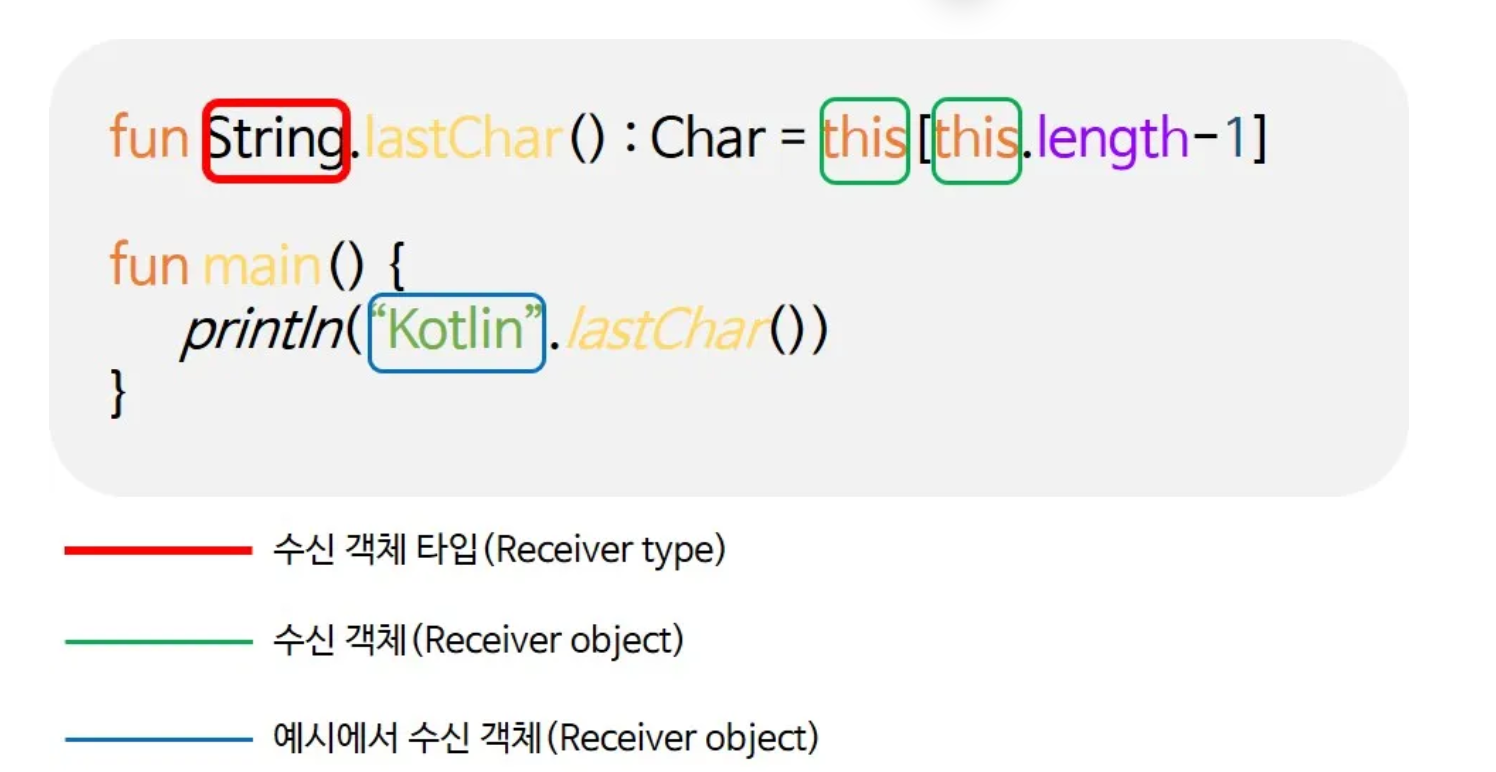 fun String.lastChar() : Char = this[this.length-1]
fun main() {
println(“Kotlin”.lastChar())
}
수신 객체 타입(Receiver type)
수신 객체(Receiver object)
예시에서 수신 객체(Receiver object)